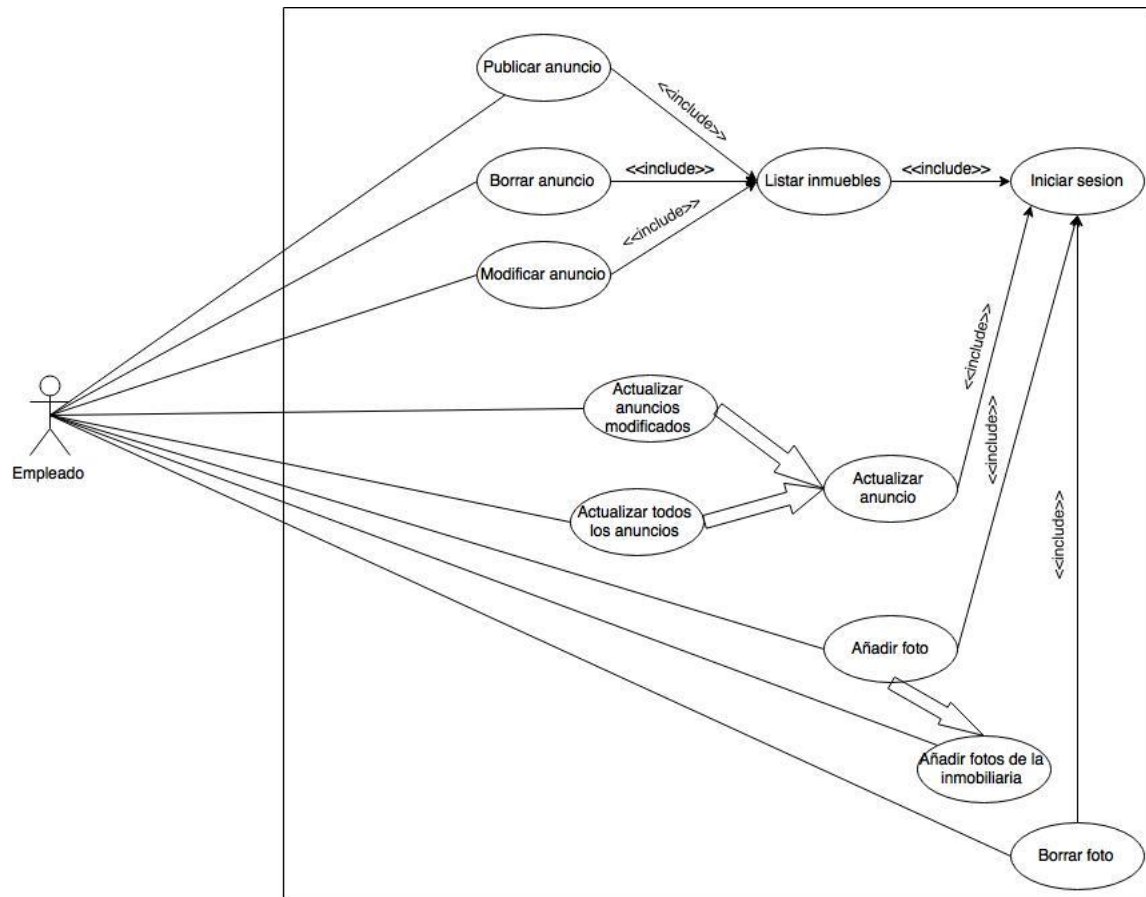 Publicar anuncio
<<include>>
Borrar anuncio
<<include>>
Listar inmuebles
<<include>>
Iniciar sesion
<<include>>
Modificar anuncio
<<include>>
Actualizar
anuncios
modificados
<<include>>
Empleado
Actualizar
anuncio
Actualizar todos
los anuncios
<<include>>
Añadir foto
Añadir fotos de la
inmobiliaria
Borrar foto